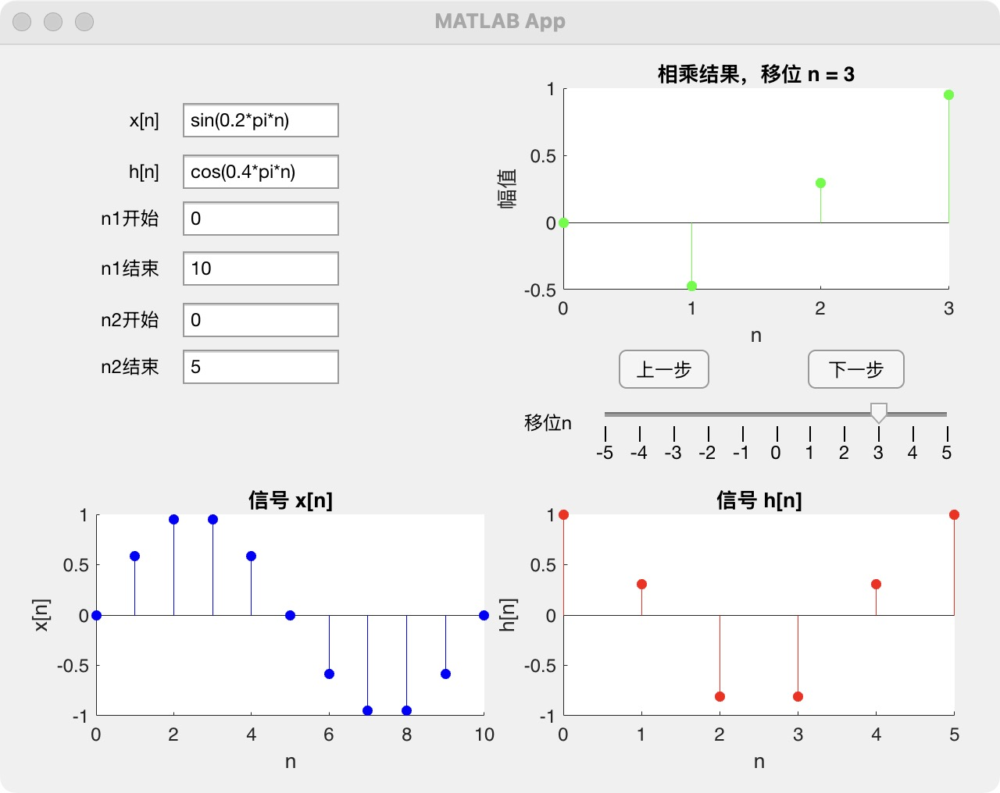 MATLAB App
x[n]
sin(0.2*pi*n)
h[n]
cos(0.4*pi*n)
n1开始
0
n1结束
10
n2开始
0
n2结束
5
相乘结果，移位 n = 3
1
0.5
0
-0.5
幅值
0 1 2 3
n
上一步
下一步
移位n
-5 -4 -3 -2 -1 0 1 2 3 4 5
信号 x[n]
1
0.5
0
-0.5
-1
x[n]
0 2 4 6 8 10
n
信号 h[n]
1
0.5
0
-0.5
-1
h[n]
0 1 2 3 4 5
n